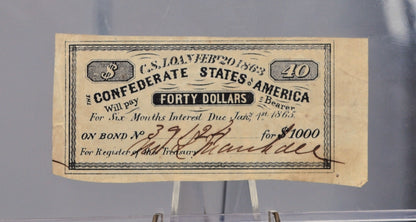 C.S. LOAN FEB. 20 1863
$ 40
THE CONFEDERATE STATES OF AMERICA
Will pay FORTY DOLLARS to Bearer
For Six Months Interest Due Jan.y 1st 1865.
ON BOND No. for $1000
For Register of the Treasury